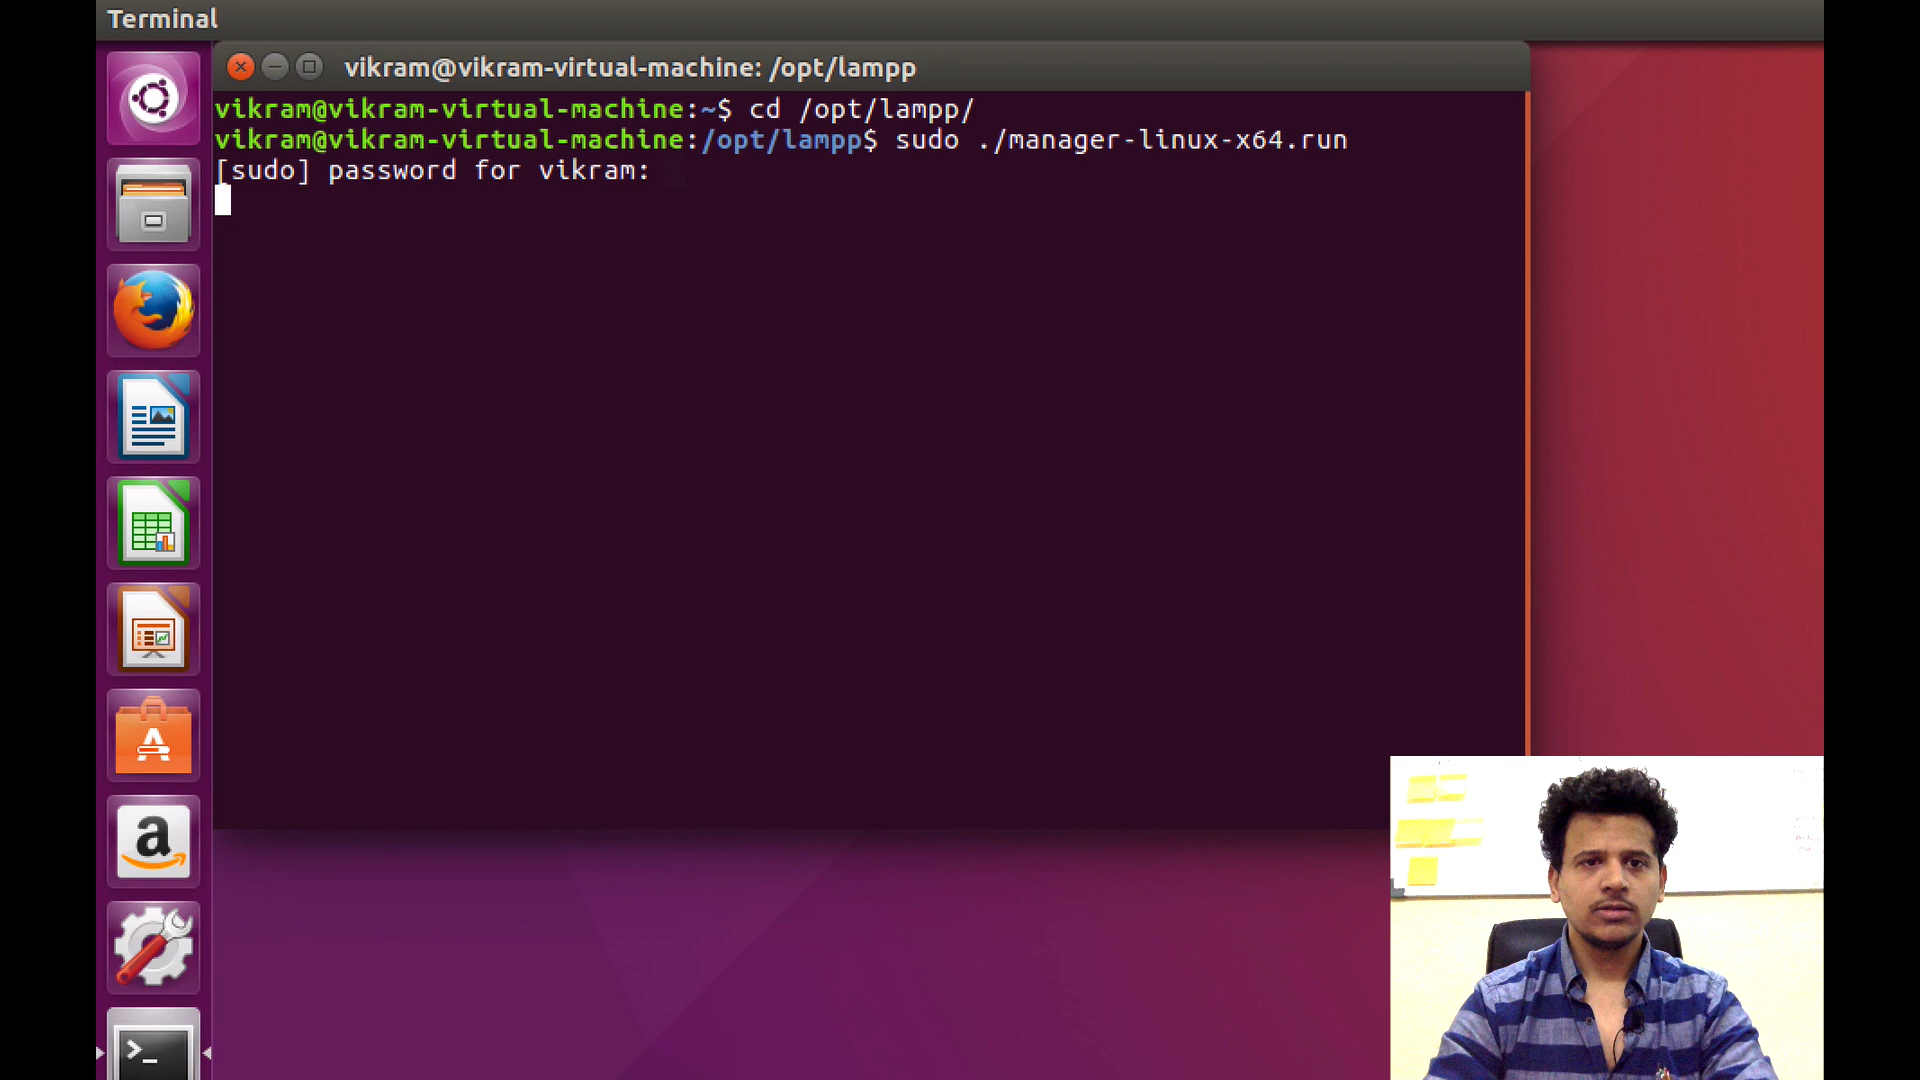 Terminal
vikram@vikram-virtual-machine: /opt/lampp
vikram@vikram-virtual-machine:~$ cd /opt/lampp/
vikram@vikram-virtual-machine:/opt/lampp$ sudo ./manager-linux-x64.run
[sudo] password for vikram: